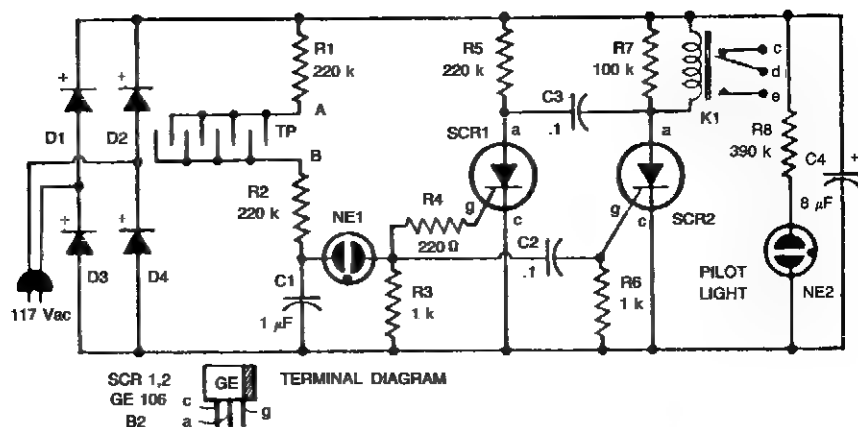 R1
220 k
R5
220 k
R7
100 k
c
d
e
K1
+
+
D1
D2
A
TP
B
C3
.1
a
a
SCR1
SCR2
R8
390 k
C4
+
8 μF
R2
220 k
NE1
R4
220 Ω
g
c
g
c
C2
.1
+
+
D3
D4
117 Vac
C1
1 μF
R3
1 k
R6
1 k
PILOT
LIGHT
NE2
SCR 1,2
GE 106
B2
GE
c
a
g
TERMINAL DIAGRAM